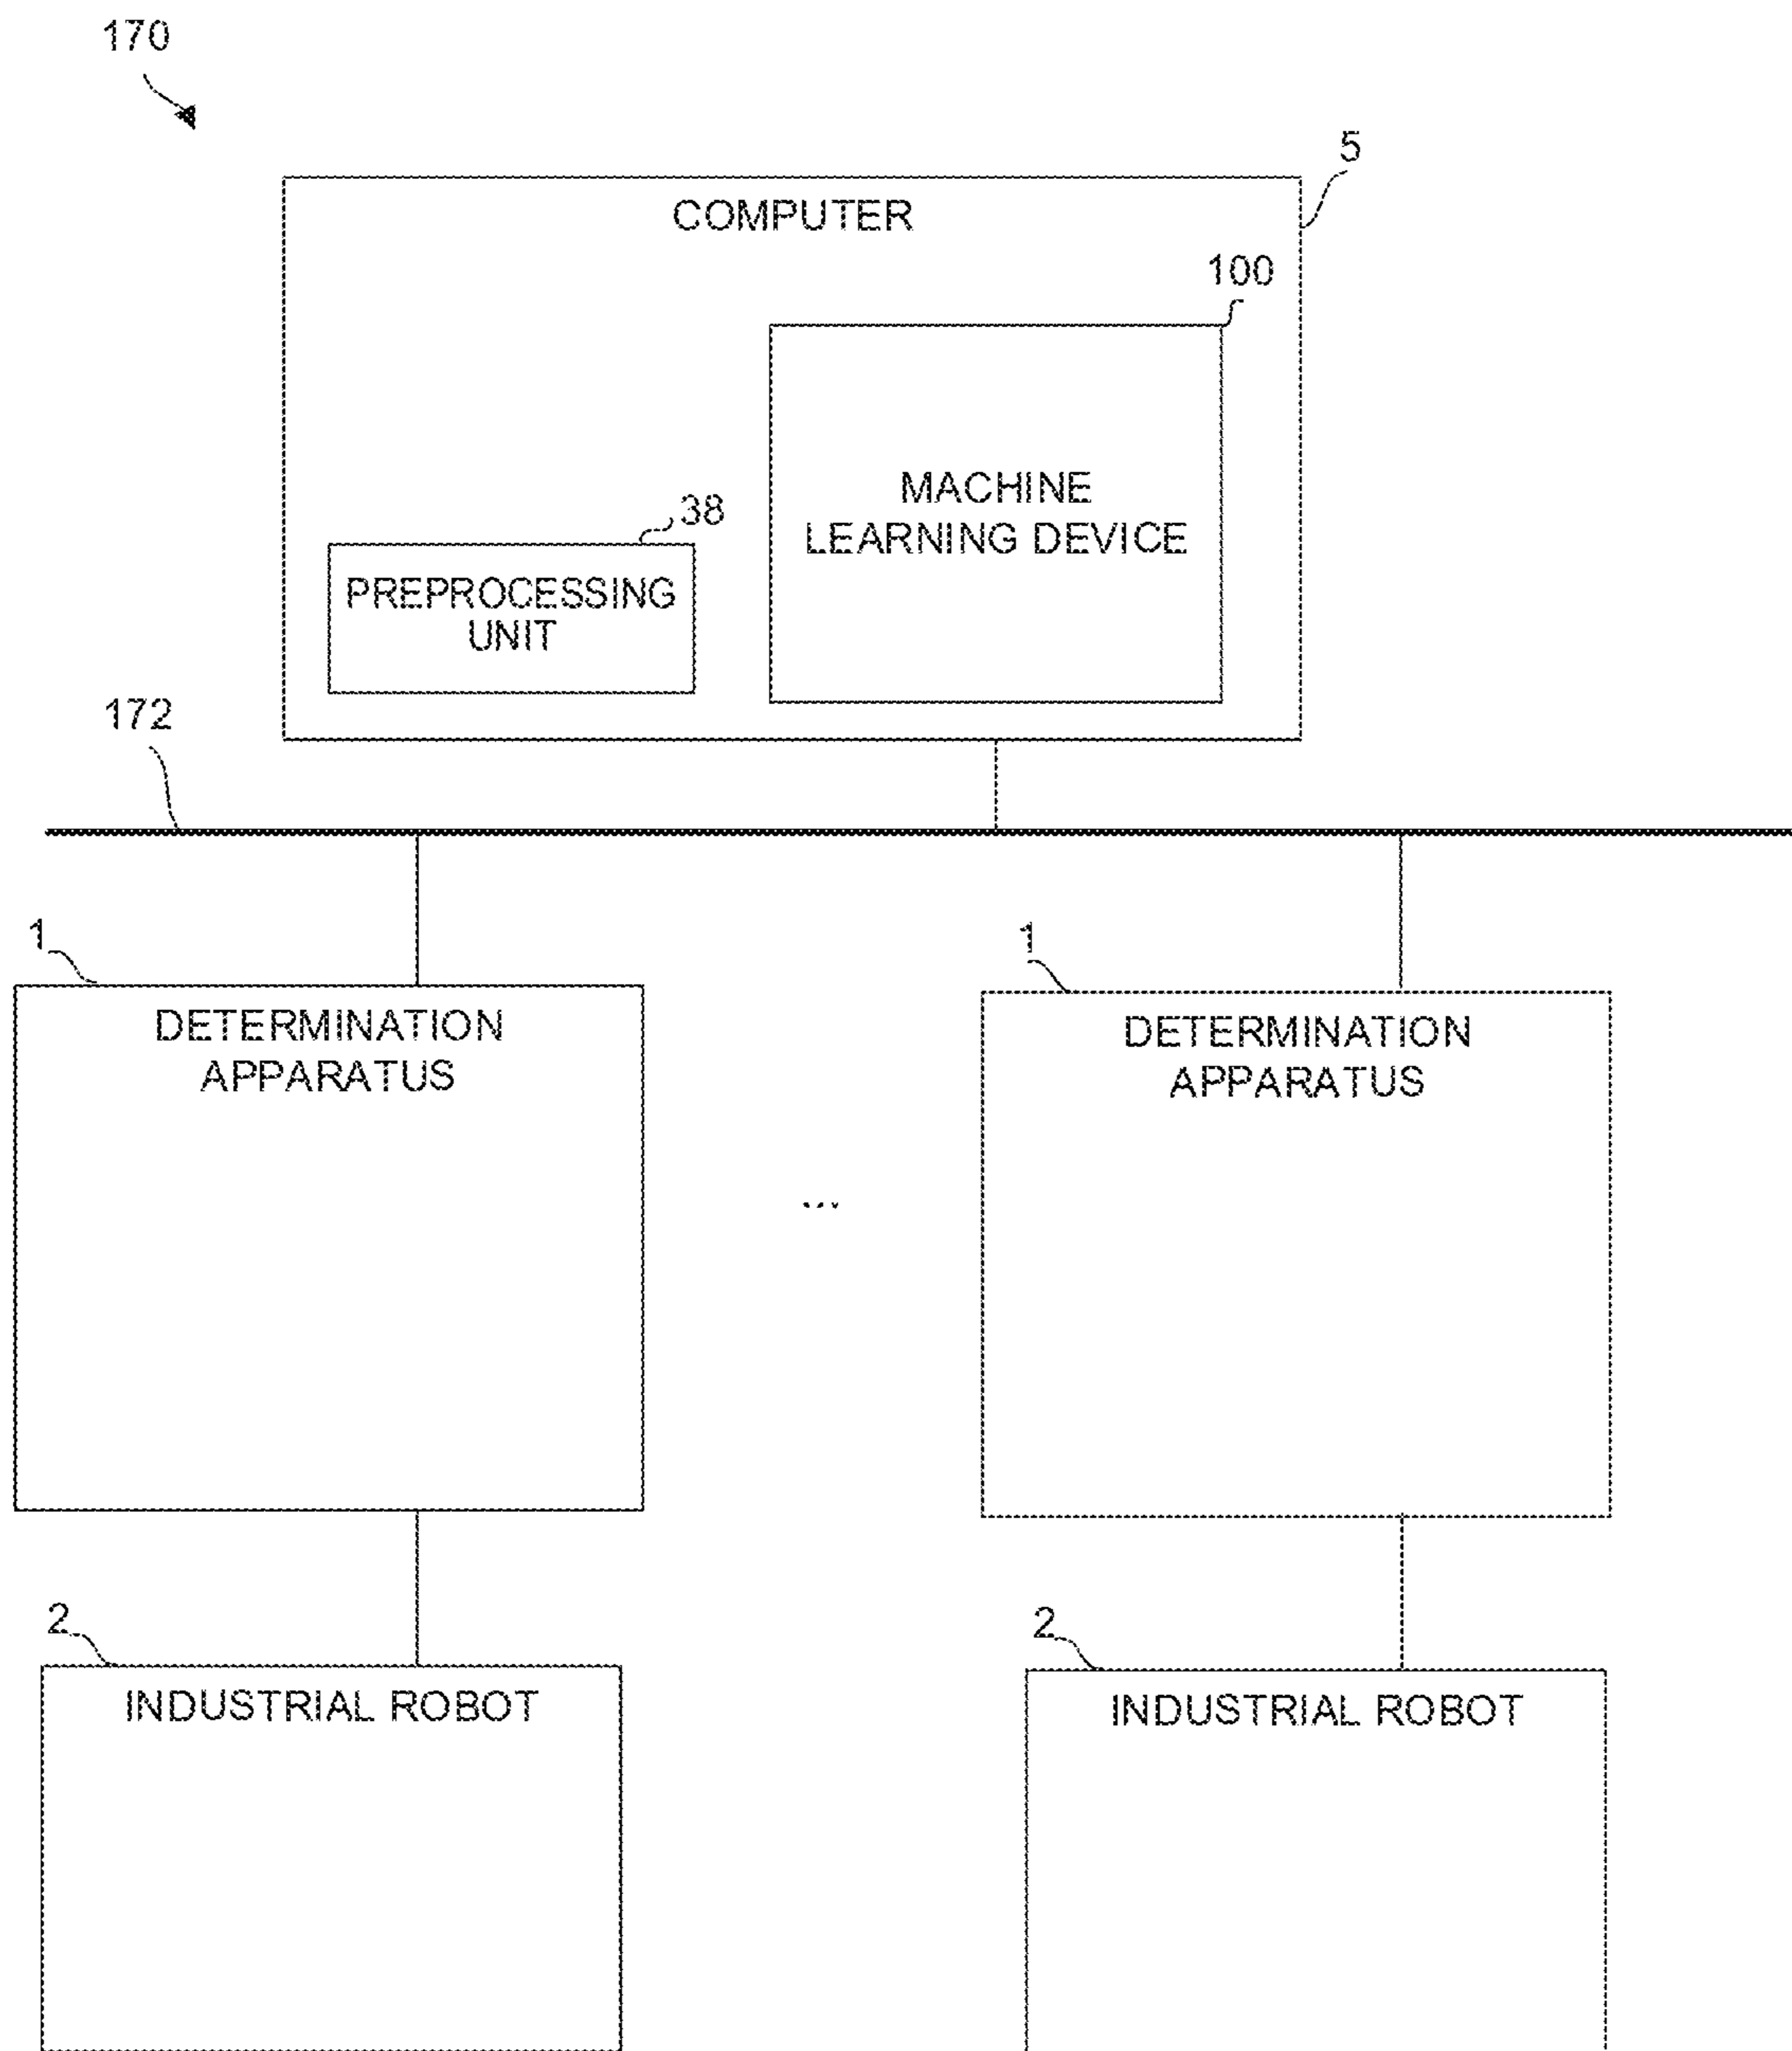 170
5
COMPUTER
100
MACHINE
LEARNING DEVICE
38
PREPROCESSING
UNIT
172
1
DETERMINATION
APPARATUS
1
DETERMINATION
APPARATUS
...
2
INDUSTRIAL ROBOT
2
INDUSTRIAL ROBOT